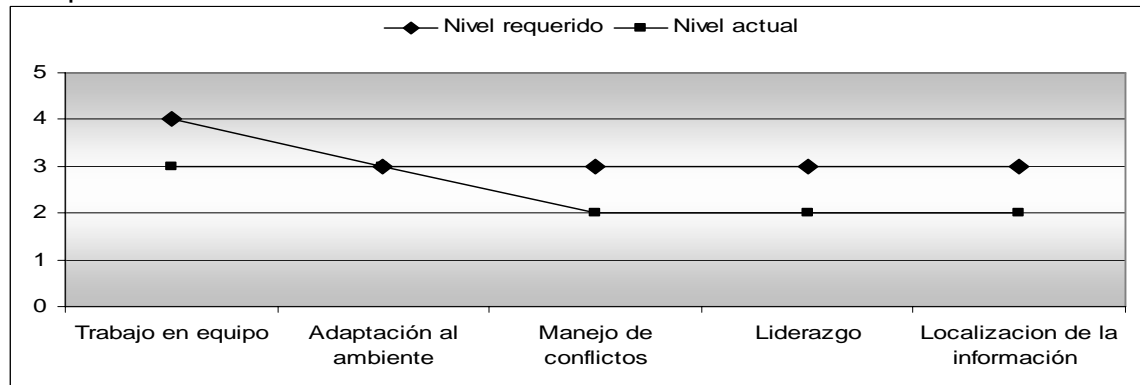 Nivel requerido Nivel actual
5
4
3
2
1
0
Trabajo en equipo
Adaptación al
ambiente
Manejo de
conflictos
Liderazgo
Localizacion de la
información